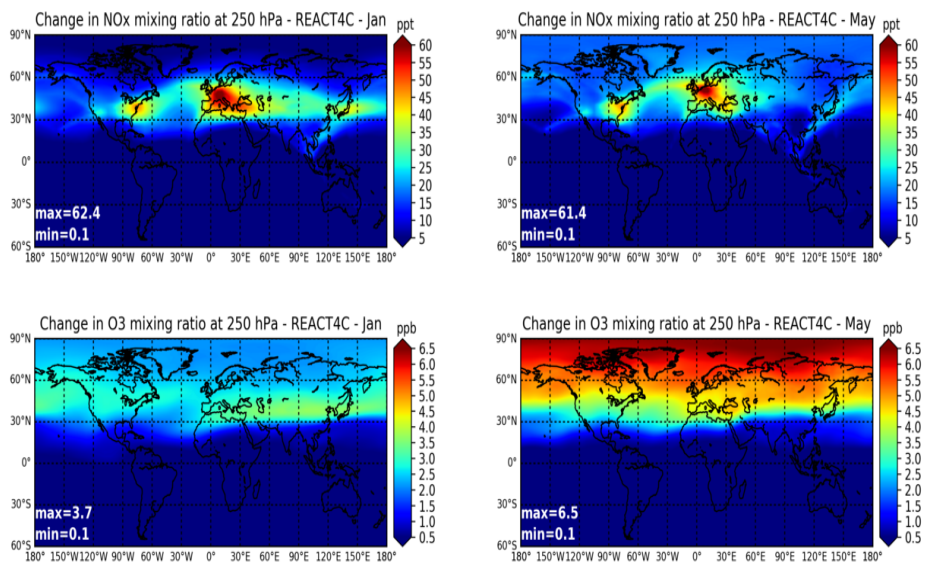 Change in NOx mixing ratio at 250 hPa - REACT4C - Jan
ppt
90°N
60°N
30°N
0°
30°S
60°S
180° 150°W 120°W 90°W 60°W 30°W 0° 30°E 60°E 90°E 120°E 150°E 180°
max=62.4
min=0.1
60
55
50
45
40
35
30
25
20
15
10
5
Change in NOx mixing ratio at 250 hPa - REACT4C - May
ppt
90°N
60°N
30°N
0°
30°S
60°S
180° 150°W 120°W 90°W 60°W 30°W 0° 30°E 60°E 90°E 120°E 150°E 180°
max=61.4
min=0.1
60
55
50
45
40
35
30
25
20
15
10
5
Change in O3 mixing ratio at 250 hPa - REACT4C - Jan
ppb
90°N
60°N
30°N
0°
30°S
60°S
180° 150°W 120°W 90°W 60°W 30°W 0° 30°E 60°E 90°E 120°E 150°E 180°
max=3.7
min=0.1
6.5
6.0
5.5
5.0
4.5
4.0
3.5
3.0
2.5
2.0
1.5
1.0
0.5
Change in O3 mixing ratio at 250 hPa - REACT4C - May
ppb
90°N
60°N
30°N
0°
30°S
60°S
180° 150°W 120°W 90°W 60°W 30°W 0° 30°E 60°E 90°E 120°E 150°E 180°
max=6.5
min=0.1
6.5
6.0
5.5
5.0
4.5
4.0
3.5
3.0
2.5
2.0
1.5
1.0
0.5